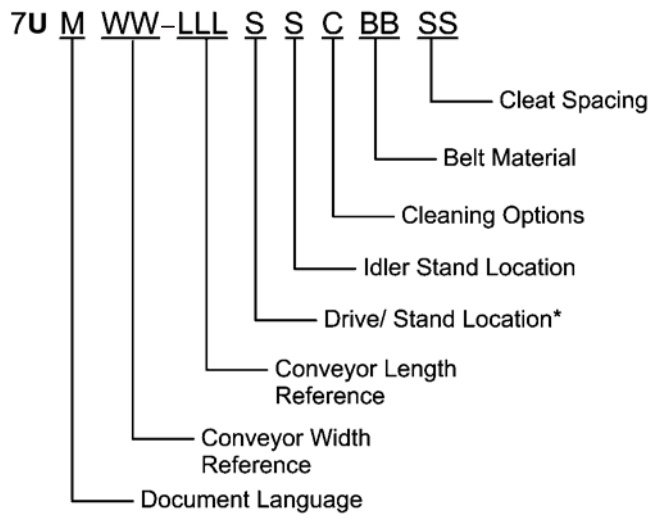 7U M WW-LLL S S C BB SS
Cleat Spacing
Belt Material
Cleaning Options
Idler Stand Location
Drive/ Stand Location*
Conveyor Length
Reference
Conveyor Width
Reference
Document Language